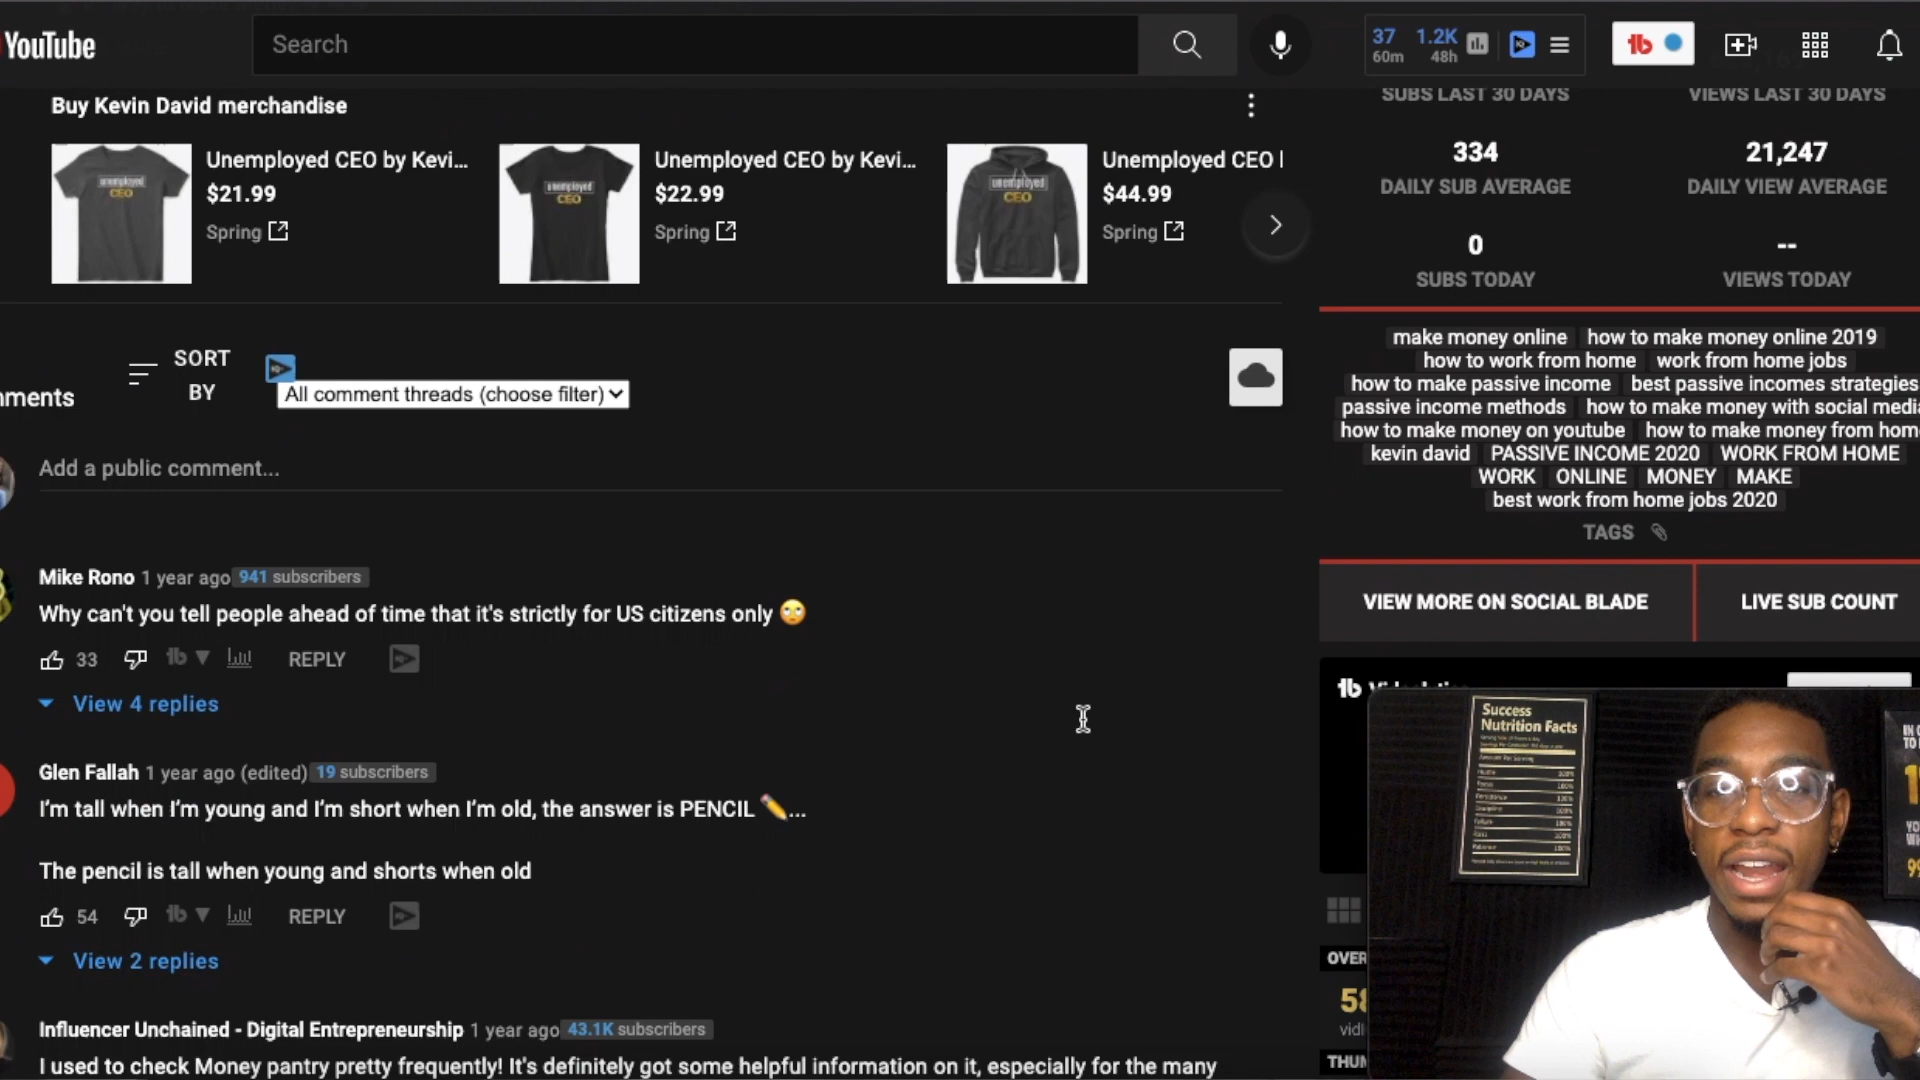 YouTube
Search
37
60m
1.2K
48h
Buy Kevin David merchandise
Unemployed CEO by Kevi...
$21.99
Spring
Unemployed CEO by Kevi...
$22.99
Spring
Unemployed CEO
$44.99
Spring
unemployed
CEO
unemployed
CEO
unemployed
CEO
SORT
BY
All comment threads (choose filter)
Add a public comment...
Mike Rono 1 year ago 941 subscribers
Why can't you tell people ahead of time that it's strictly for US citizens only 🙄
33
REPLY
View 4 replies
Glen Fallah 1 year ago (edited) 19 subscribers
I'm tall when I'm young and I'm short when I'm old, the answer is PENCIL ✏️...
The pencil is tall when young and shorts when old
54
REPLY
View 2 replies
Influencer Unchained - Digital Entrepreneurship 1 year ago 43.1K subscribers
I used to check Money pantry pretty frequently! It's definitely got some helpful information on it, especially for the many
SUBS LAST 30 DAYS
VIEWS LAST 30 DAYS
334
DAILY SUB AVERAGE
21,247
DAILY VIEW AVERAGE
0
SUBS TODAY
--
VIEWS TODAY
make money online how to make money online 2019
how to work from home work from home jobs
how to make passive income best passive incomes strategies
passive income methods how to make money with social media
how to make money on youtube how to make money from hom
kevin david PASSIVE INCOME 2020 WORK FROM HOME
WORK ONLINE MONEY MAKE
best work from home jobs 2020
TAGS
VIEW MORE ON SOCIAL BLADE
LIVE SUB COUNT
Success
Nutrition Facts